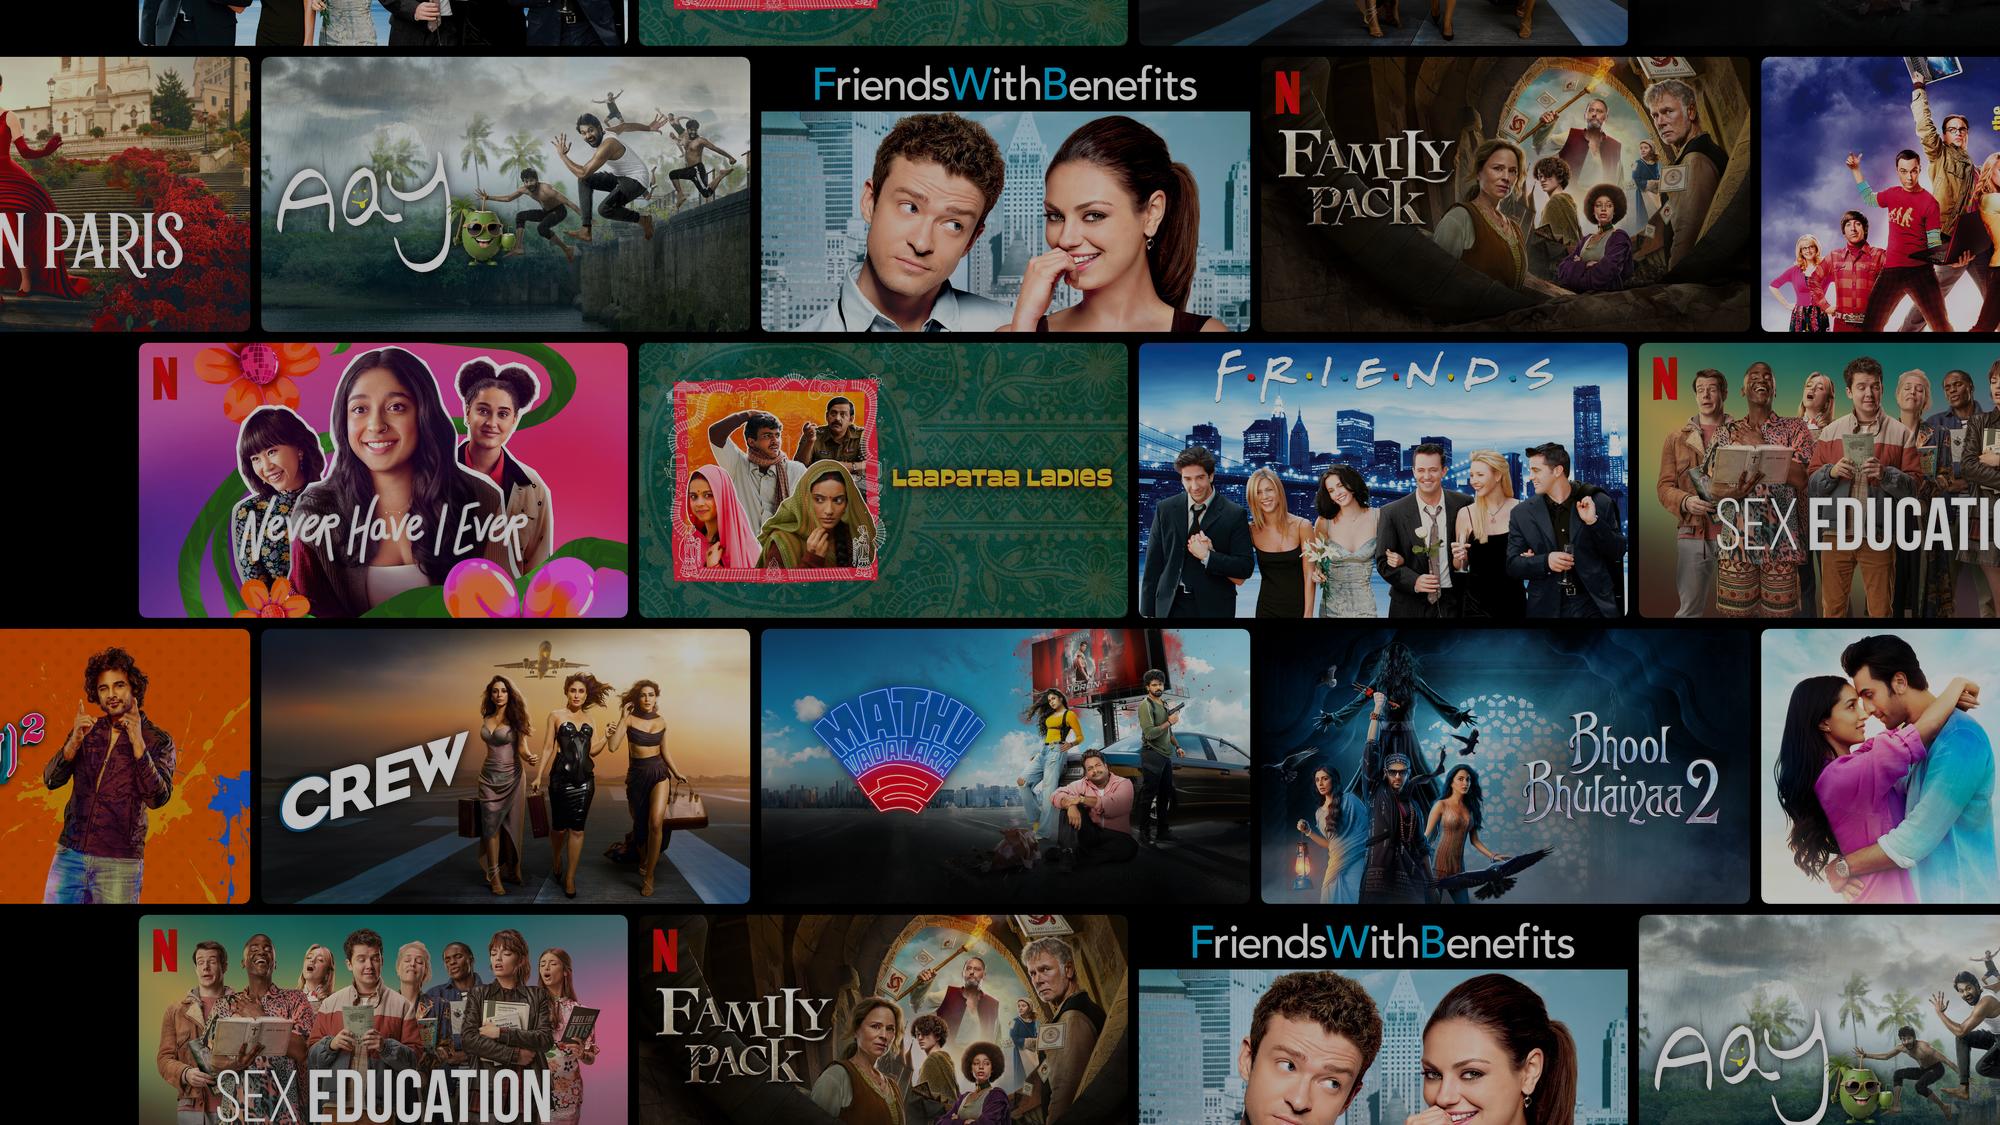 FriendsWithBenefits
N
FAMILY
PACK
N PARIS
Aay
N
Never Have I Ever
Laapataa Ladies
F·R·I·E·N·D·S
N
SEX EDUCATIO
)2
CREW
MATHU
VADALARA
2
Bhool
Bhulaiyaa 2
N
SEX EDUCATION
N
FAMILY
PACK
FriendsWithBenefits
Aay